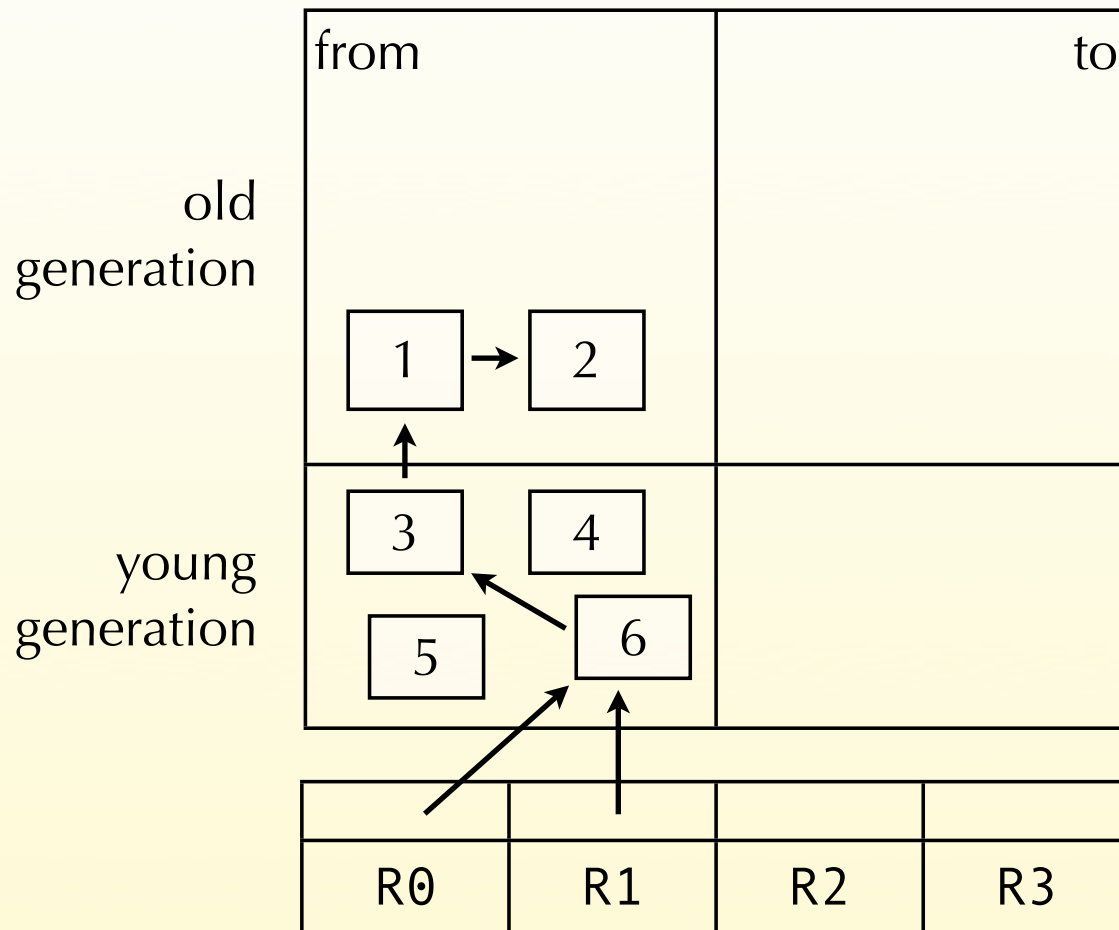 from
to
old
generation
1
2
3
4
young
generation
5
6
R0
R1
R2
R3